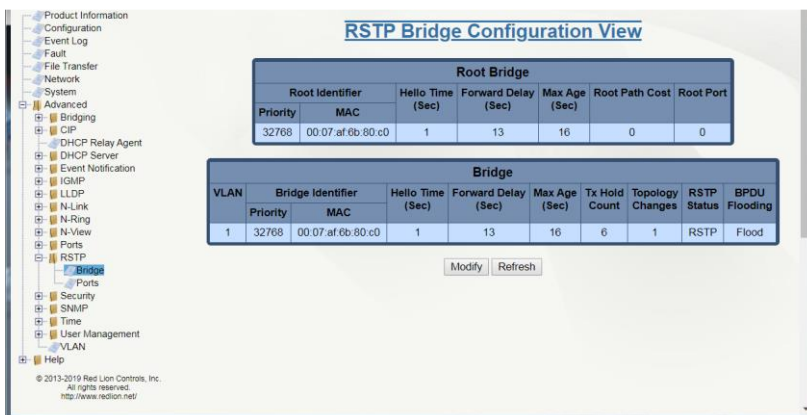 Product Information
Configuration
Event Log
Fault
File Transfer
Network
System
Advanced
Bridging
CIP
DHCP Relay Agent
DHCP Server
Event Notification
IGMP
LLDP
N-Link
N-Ring
N-View
Ports
RSTP
Bridge
Ports
Security
SNMP
Time
User Management
VLAN
Help
© 2013-2019 Red Lion Controls, Inc.
All rights reserved.
http://www.redlion.net/
RSTP Bridge Configuration View
Root Bridge
Root Identifier Hello Time (Sec) Forward Delay (Sec) Max Age (Sec) Root Path Cost Root Port
Priority MAC
32768 00:07:af:6b:80:c0 1 13 16 0 0
Bridge
VLAN Bridge Identifier Hello Time (Sec) Forward Delay (Sec) Max Age (Sec) Tx Hold Count Topology Changes RSTP Status BPDU Flooding
Priority MAC
1 32768 00:07:af:6b:80:c0 1 13 16 6 1 RSTP Flood
Modify Refresh